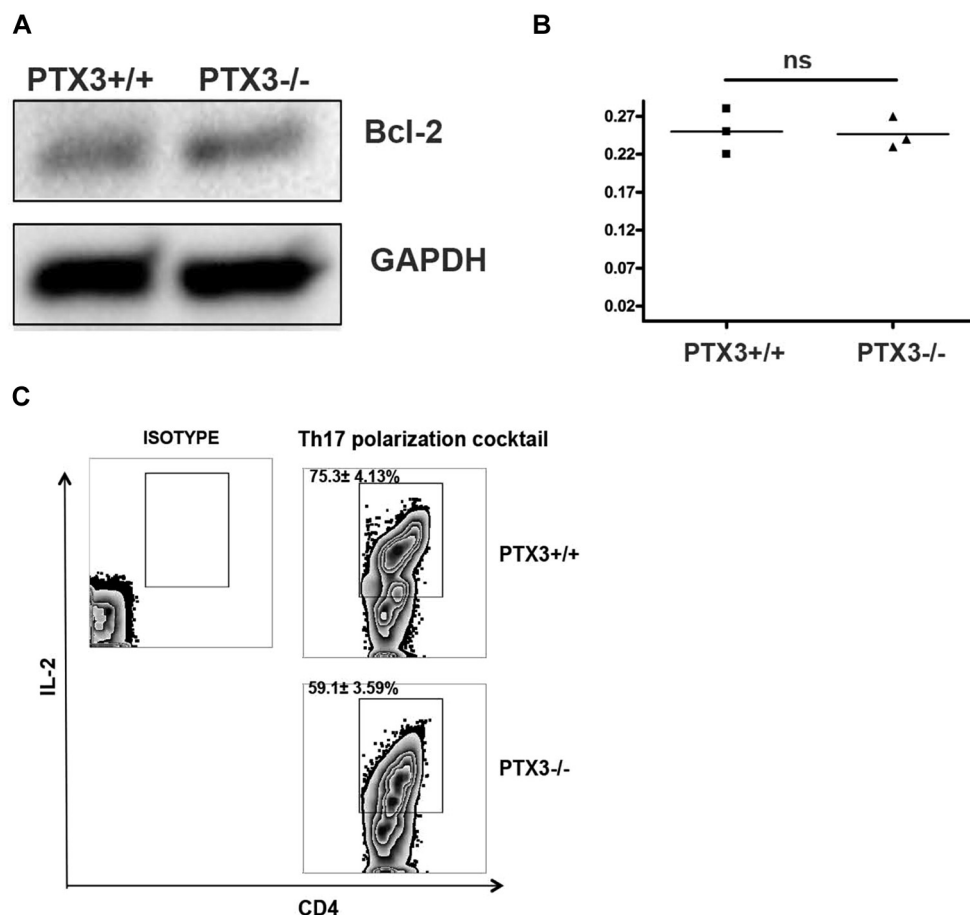 A
PTX3+/+ PTX3-/-
Bcl-2
GAPDH
B
ns
0.27
0.22
0.17
0.12
0.07
0.02
PTX3+/+ PTX3-/-
C
ISOTYPE
Th17 polarization cocktail
75.3± 4.13%
PTX3+/+
59.1± 3.59%
PTX3-/-
IL-2
CD4